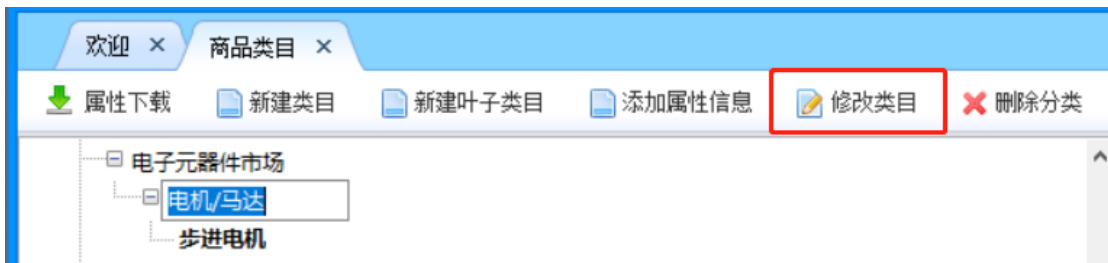 欢迎 × 商品类目 ×
属性下载 新建类目 新建叶子类目 添加属性信息 修改类目 删除分类
电子元器件市场
电机/马达
步进电机